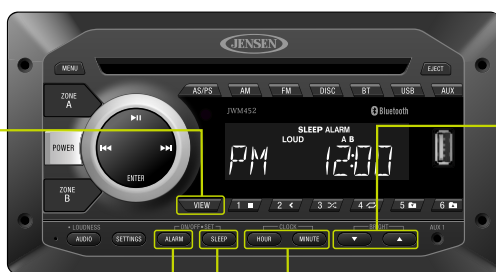 JENSEN
MENU
EJECT
ZONE
A
AS/PS AM FM DISC BT USB AUX
JWM452 Bluetooth
SLEEP ALARM
LOUD A B
PM 12:00
POWER
ENTER
ZONE
B
VIEW 1 2 3 4 5 6
• LOUDNESS
ON/OFF•SET CLOCK BRIGHT AUX 1
AUDIO SETTINGS ALARM SLEEP HOUR MINUTE